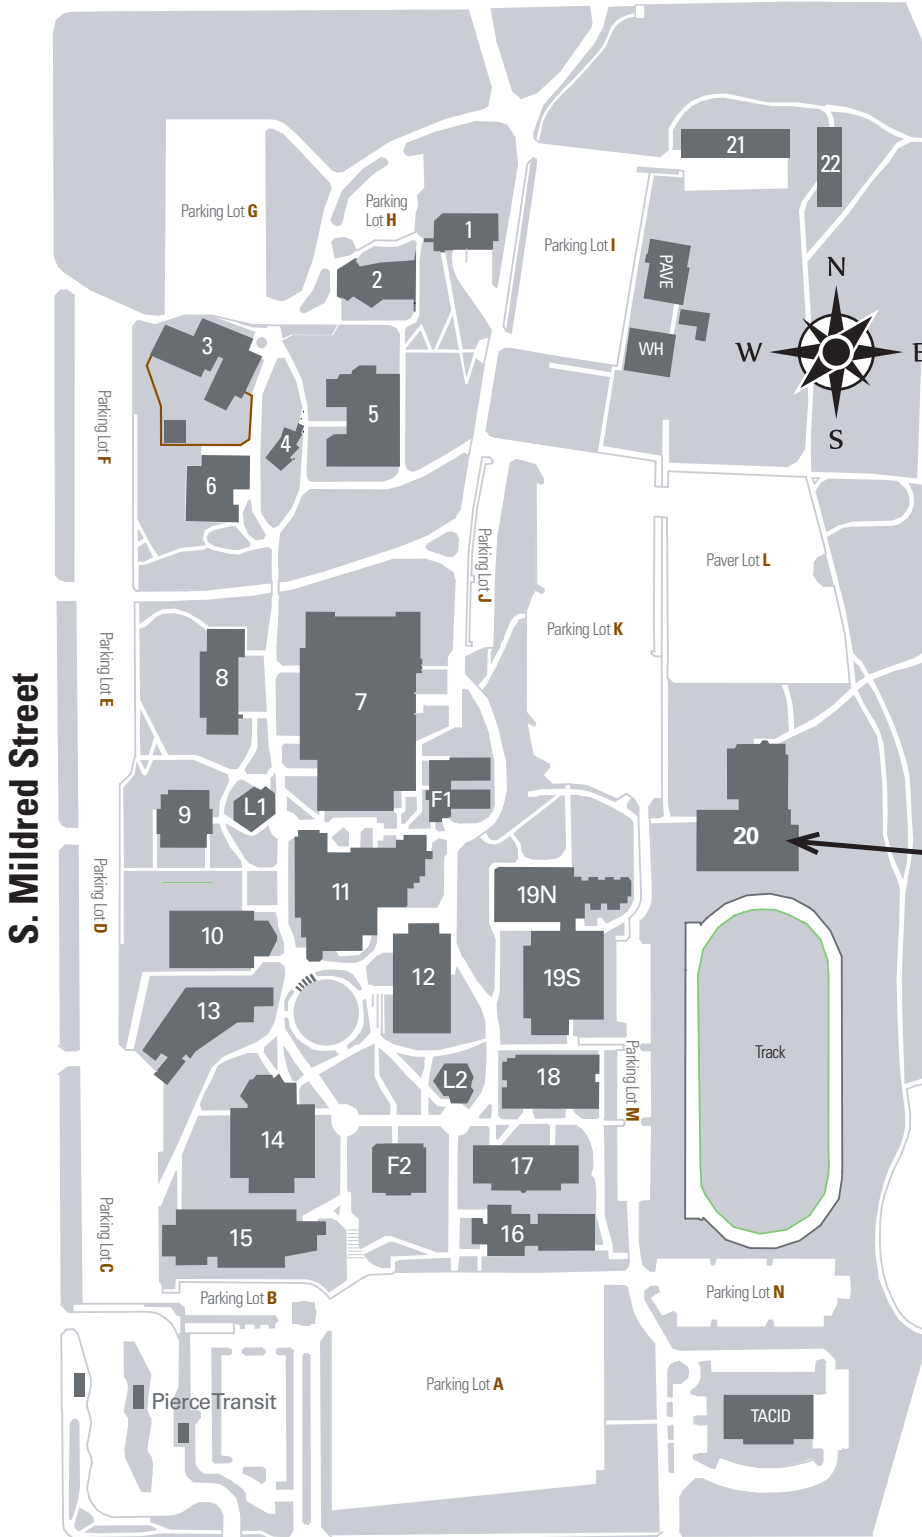 21
22
Parking Lot G
Parking
Lot H
1
Parking Lot I
2
PAVE
N
W
E
S
3
WH
5
Parking Lot F
4
6
Parking Lot J
Paver Lot L
Parking Lot K
Parking Lot E
8
7
S. Mildred Street
9
L1
F1
20
Parking Lot D
11
19N
10
12
19S
13
Track
Parking Lot M
L2
18
14
F2
17
Parking Lot C
15
16
Parking Lot B
Parking Lot N
Parking Lot A
Pierce Transit
TACID